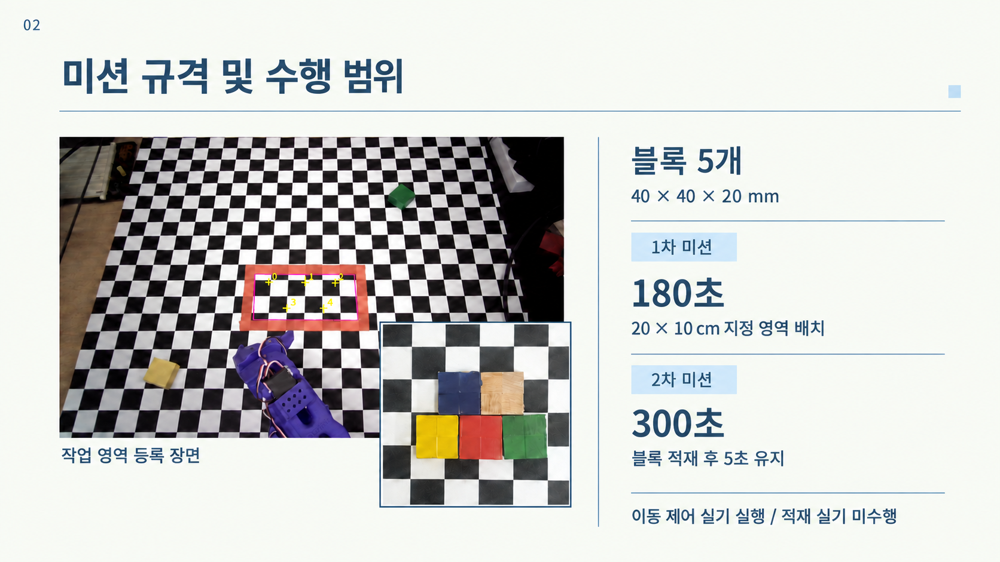 02
미션 규격 및 수행 범위
0
1
2
3
4
작업 영역 등록 장면
블록 5개
40 × 40 × 20 mm
1차 미션
180초
20 × 10 cm 지정 영역 배치
2차 미션
300초
블록 적재 후 5초 유지
이동 제어 실기 실행 / 적재 실기 미수행